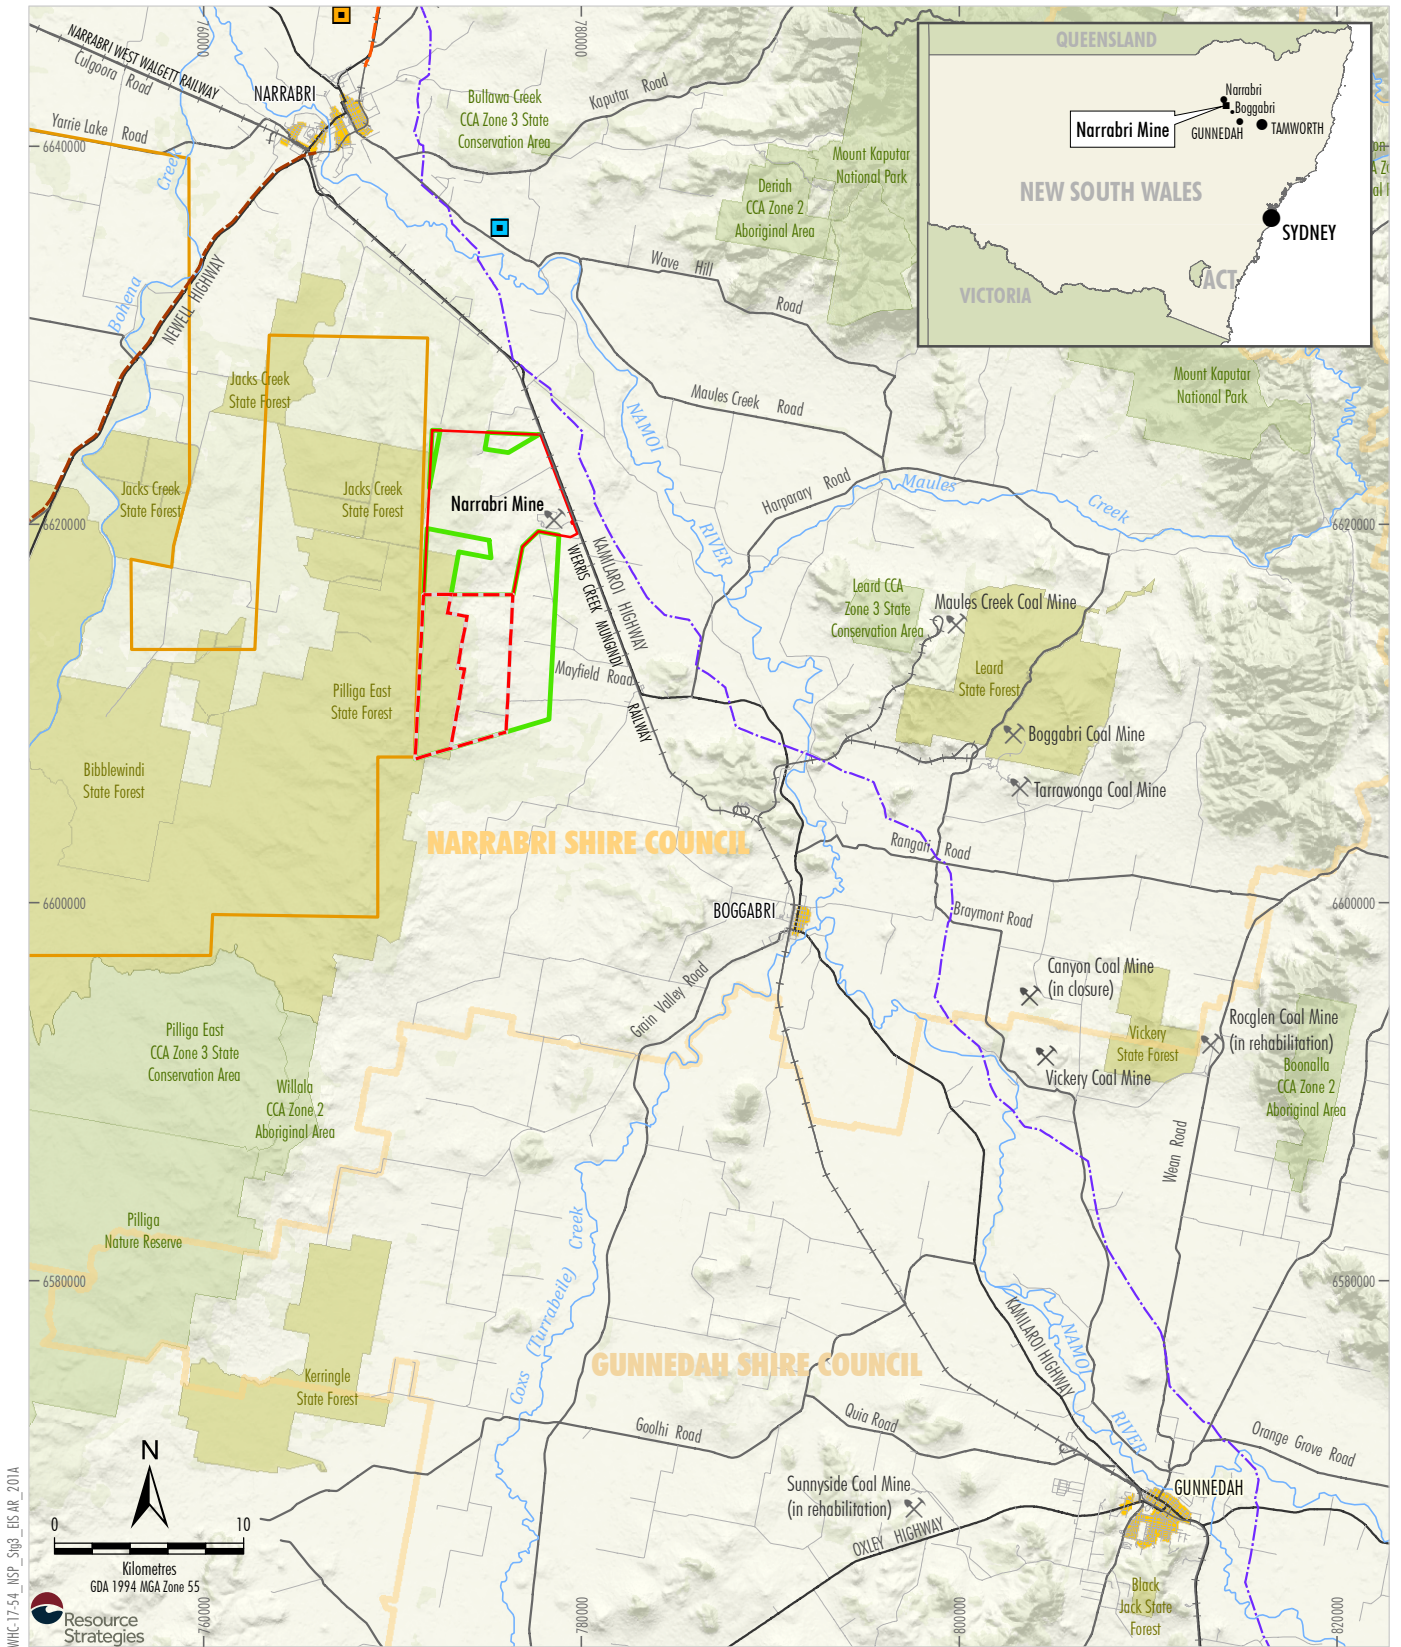 760000
780000
QUEENSLAND
NARRABRI WEST WALGETT RAILWAY
Culgoora Road
NARRABRI
Yarrie Lake Road
6640000
Creek
Bohena
NEWELL HIGHWAY
Bullawa Creek
CCA Zone 3 State
Conservation Area
Kaputar Road
Mount Kaputar
National Park
Deriah
CCA Zone 2
Aboriginal Area
Wave Hill
Road
Narrabri
Boggabri
Narrabri Mine
GUNNEDAH
TAMWORTH
NEW SOUTH WALES
SYDNEY
ACT
VICTORIA
Mount Kaputar
National Park
Jacks Creek
State Forest
Maules Creek Road
NAMOI
RIVER
Jacks Creek
State Forest
Jacks Creek
State Forest
Narrabri Mine
Harparary Road
Maules
Creek
6620000
6620000
KAMILAROI HIGHWAY
WERRIS CREEK MUNGINDI
RAILWAY
Leard CCA
Zone 3 State
Conservation Area
Maules Creek Coal Mine
Leard
State Forest
Mayfield Road
Pilliga East
State Forest
Boggabri Coal Mine
Bibblewindi
State Forest
Tarrawonga Coal Mine
NARRABRI SHIRE COUNCIL
Rangari Road
6600000
BOGGABRI
Braymont Road
6600000
Grain Valley Road
Canyon Coal Mine
(in closure)
Rocglen Coal Mine
(in rehabilitation)
Vickery
State Forest
Pilliga East
CCA Zone 3 State
Conservation Area
Boonalla
CCA Zone 2
Aboriginal Area
Vickery Coal Mine
Willala
CCA Zone 2
Aboriginal Area
Wean Road
Pilliga
Nature Reserve
Coxs (Turrabeile) Creek
6580000
6580000
KAMILAROI HIGHWAY
NAMOI
RIVER
GUNNEDAH SHIRE COUNCIL
Kerringle
State Forest
Goolhi Road
Quia Road
Orange Grove Road
Sunnyside Coal Mine
(in rehabilitation)
GUNNEDAH
OXLEY HIGHWAY
Black
Jack State
Forest
N
0 10
Kilometres
GDA 1994 MGA Zone 55
Resource
Strategies
WHC-17-54_NSP_Stg3_EIS AR_201A
760000
780000
800000
820000